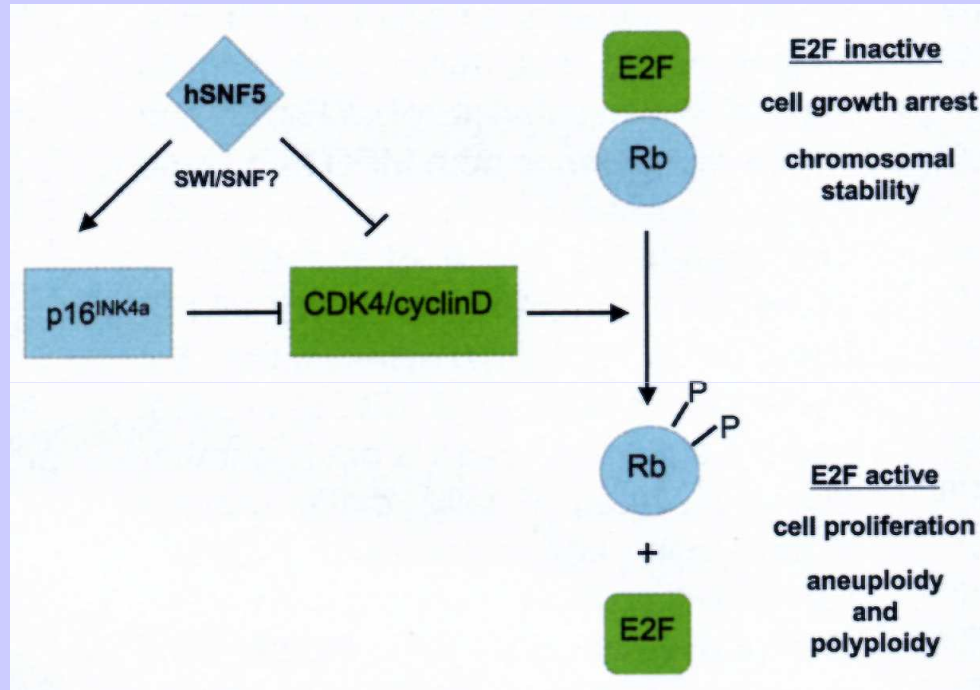 hSNF5
SWI/SNF?
p16INK4a
CDK4/cyclinD
E2F
Rb
E2F inactive
cell growth arrest
chromosomal
stability
P
P
Rb
+
E2F
E2F active
cell proliferation
aneuploidy
and
polyploidy